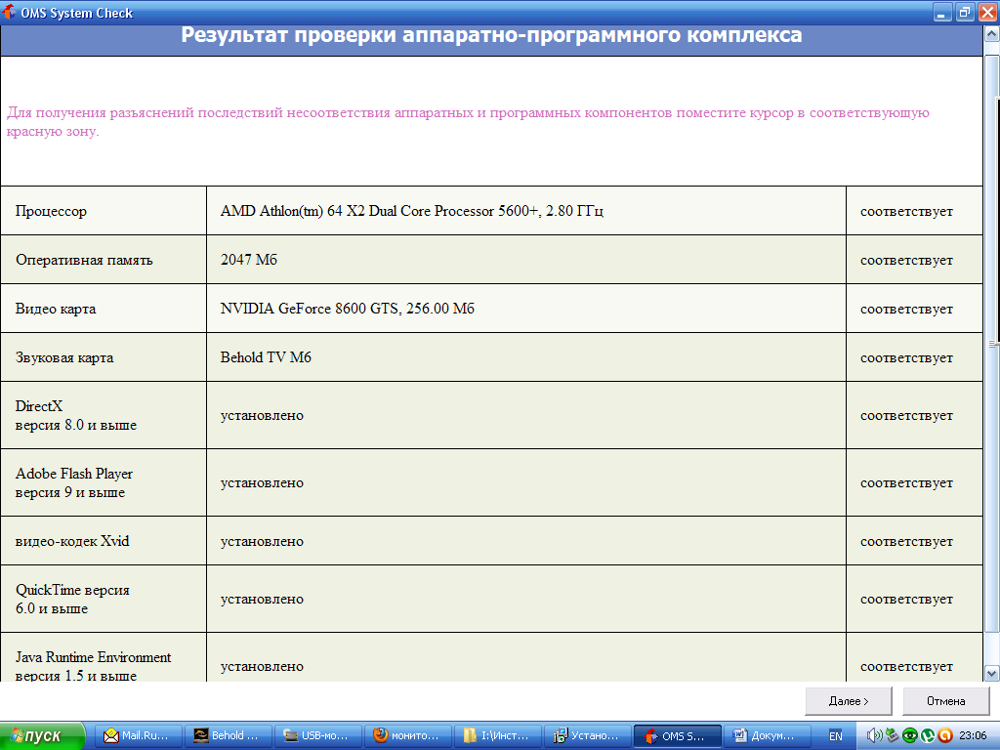 OMS System Check
Результат проверки аппаратно-программного комплекса
Для получения разъяснений последствий несоответствия аппаратных и программных компонентов поместите курсор в соответствующую
красную зону.
Процессор
AMD Athlon(tm) 64 X2 Dual Core Processor 5600+, 2.80 ГГц
соответствует
Оперативная память
2047 Мб
соответствует
Видео карта
NVIDIA GeForce 8600 GTS, 256.00 Мб
соответствует
Звуковая карта
Behold TV M6
соответствует
DirectX
версия 8.0 и выше
установлено
соответствует
Adobe Flash Player
версия 9 и выше
установлено
соответствует
видео-кодек Xvid
установлено
соответствует
QuickTime версия
6.0 и выше
установлено
соответствует
Java Runtime Environment
версия 1.5 и выше
установлено
соответствует
Далее >
Отмена
пуск
Mail.Ru...
Behold ...
USB-мо...
монито...
I:\Инст...
Устано...
OMS S...
Докум...
EN
23:06